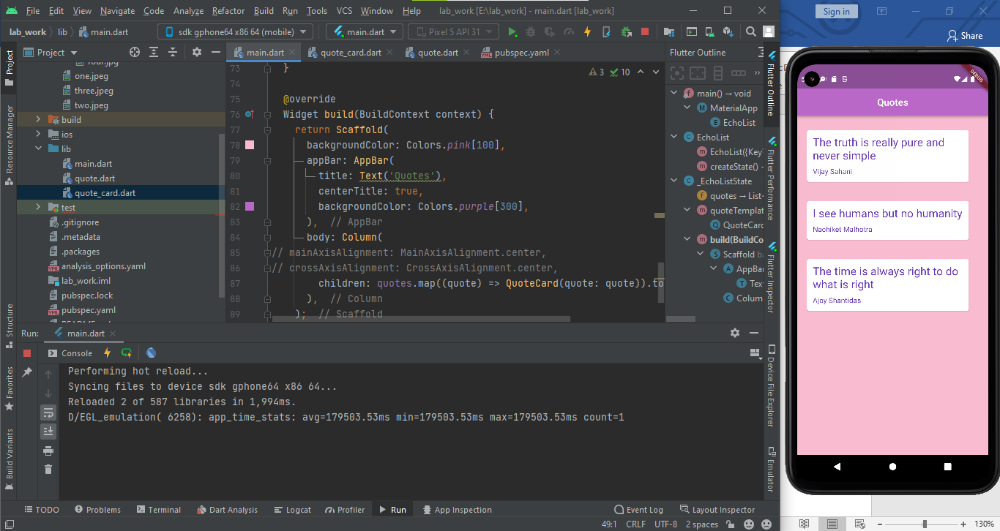 File Edit View Navigate Code Analyze Refactor Build Run Tools VCS Window Help lab_work [E:\lab_work] - main.dart [lab_work]
Sign in
lab_work lib main.dart sdk gphone64 x86 64 (mobile) main.dart Pixel 5 API 31
Share
Project
main.dart quote_card.dart quote.dart pubspec.yaml
Flutter Outline
one.jpeg
three.jpeg
two.jpeg
build
ios
lib
main.dart
quote.dart
quote_card.dart
test
.gitignore
.metadata
.packages
analysis_options.yaml
lab_work.iml
pubspec.lock
pubspec.yaml
3 10
73 }
74
75 @override
76 Widget build(BuildContext context) {
77 return Scaffold(
78 backgroundColor: Colors.pink[100],
79 appBar: AppBar(
80 title: Text('Quotes'),
81 centerTitle: true,
82 backgroundColor: Colors.purple[300],
83 ), // AppBar
84 body: Column(
85 // mainAxisAlignment: MainAxisAlignment.center,
86 // crossAxisAlignment: CrossAxisAlignment.center,
87 children: quotes.map((quote) => QuoteCard(quote: quote)).to
88 ), // Column
89 ); // Scaffold
main() → void
MaterialApp
EchoList
EchoList
EchoList({Key
createState() -
_EchoListState
quotes → List‹
quoteTemplat
QuoteCard
build(BuildCo
Scaffold ba
AppBar
Tex
Colum
Project
Resource Manager
Structure
Favorites
Build Variants
Flutter Outline
Flutter Performance
Flutter Inspector
Device File Explorer
Emulator
Run: main.dart
Console
Performing hot reload...
Syncing files to device sdk gphone64 x86 64...
Reloaded 2 of 587 libraries in 1,994ms.
D/EGL_emulation( 6258): app_time_stats: avg=179503.53ms min=179503.53ms max=179503.53ms count=1
TODO Problems Terminal Dart Analysis Logcat Profiler Run App Inspection Event Log Layout Inspector
49:1 CRLF UTF-8 2 spaces
DEBUG
Quotes
The truth is really pure and
never simple
Vijay Sahani
I see humans but no humanity
Nachiket Malhotra
The time is always right to do
what is right
Ajoy Shantidas
130%